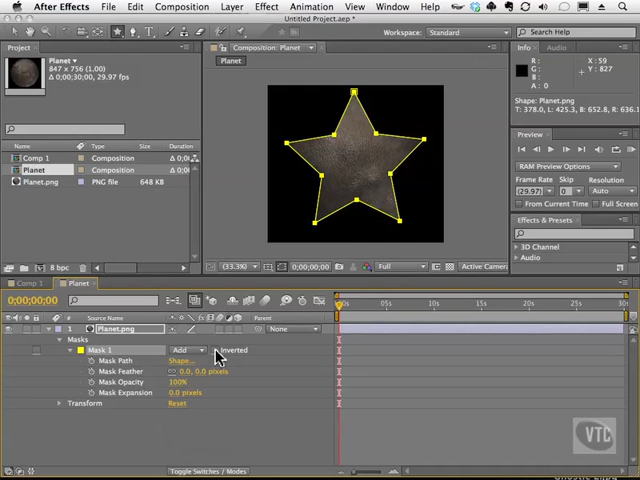 After Effects File Edit Composition Layer Effect Animation View Window
Untitled Project.aep *
Workspace: Standard
Search Help
Project
Composition: Planet
Info Audio
Planet
Planet
847 x 756 (1.00)
Δ 0;00;30;00, 29.97 fps
R :
G :
B :
A : 0
X : 59
Y : 827
Shape: Planet.png
T: 378.0, L: 425.3, B: 652.8, R: 636.1
Preview
RAM Preview Options
Frame Rate Skip Resolution
(29.97) 0 Auto
From Current Time Full Screen
Effects & Presets
3D Channel
Audio
Name Type Size Duration
Comp 1 Composition 0;0
Planet Composition 0;0
Planet.png PNG file 648 KB
8 bpc
(33.3%) 0;00;00;00 Full Active Camera
Comp 1 Planet
0;00;00;00
# Source Name Parent
1 Planet.png None
Masks
Mask 1 Add Inverted
Mask Path Shape...
Mask Feather 0.0, 0.0 pixels
Mask Opacity 100%
Mask Expansion 0.0 pixels
Transform Reset
05s 10s 15s 20s 25s 30s
VTC
Toggle Switches / Modes